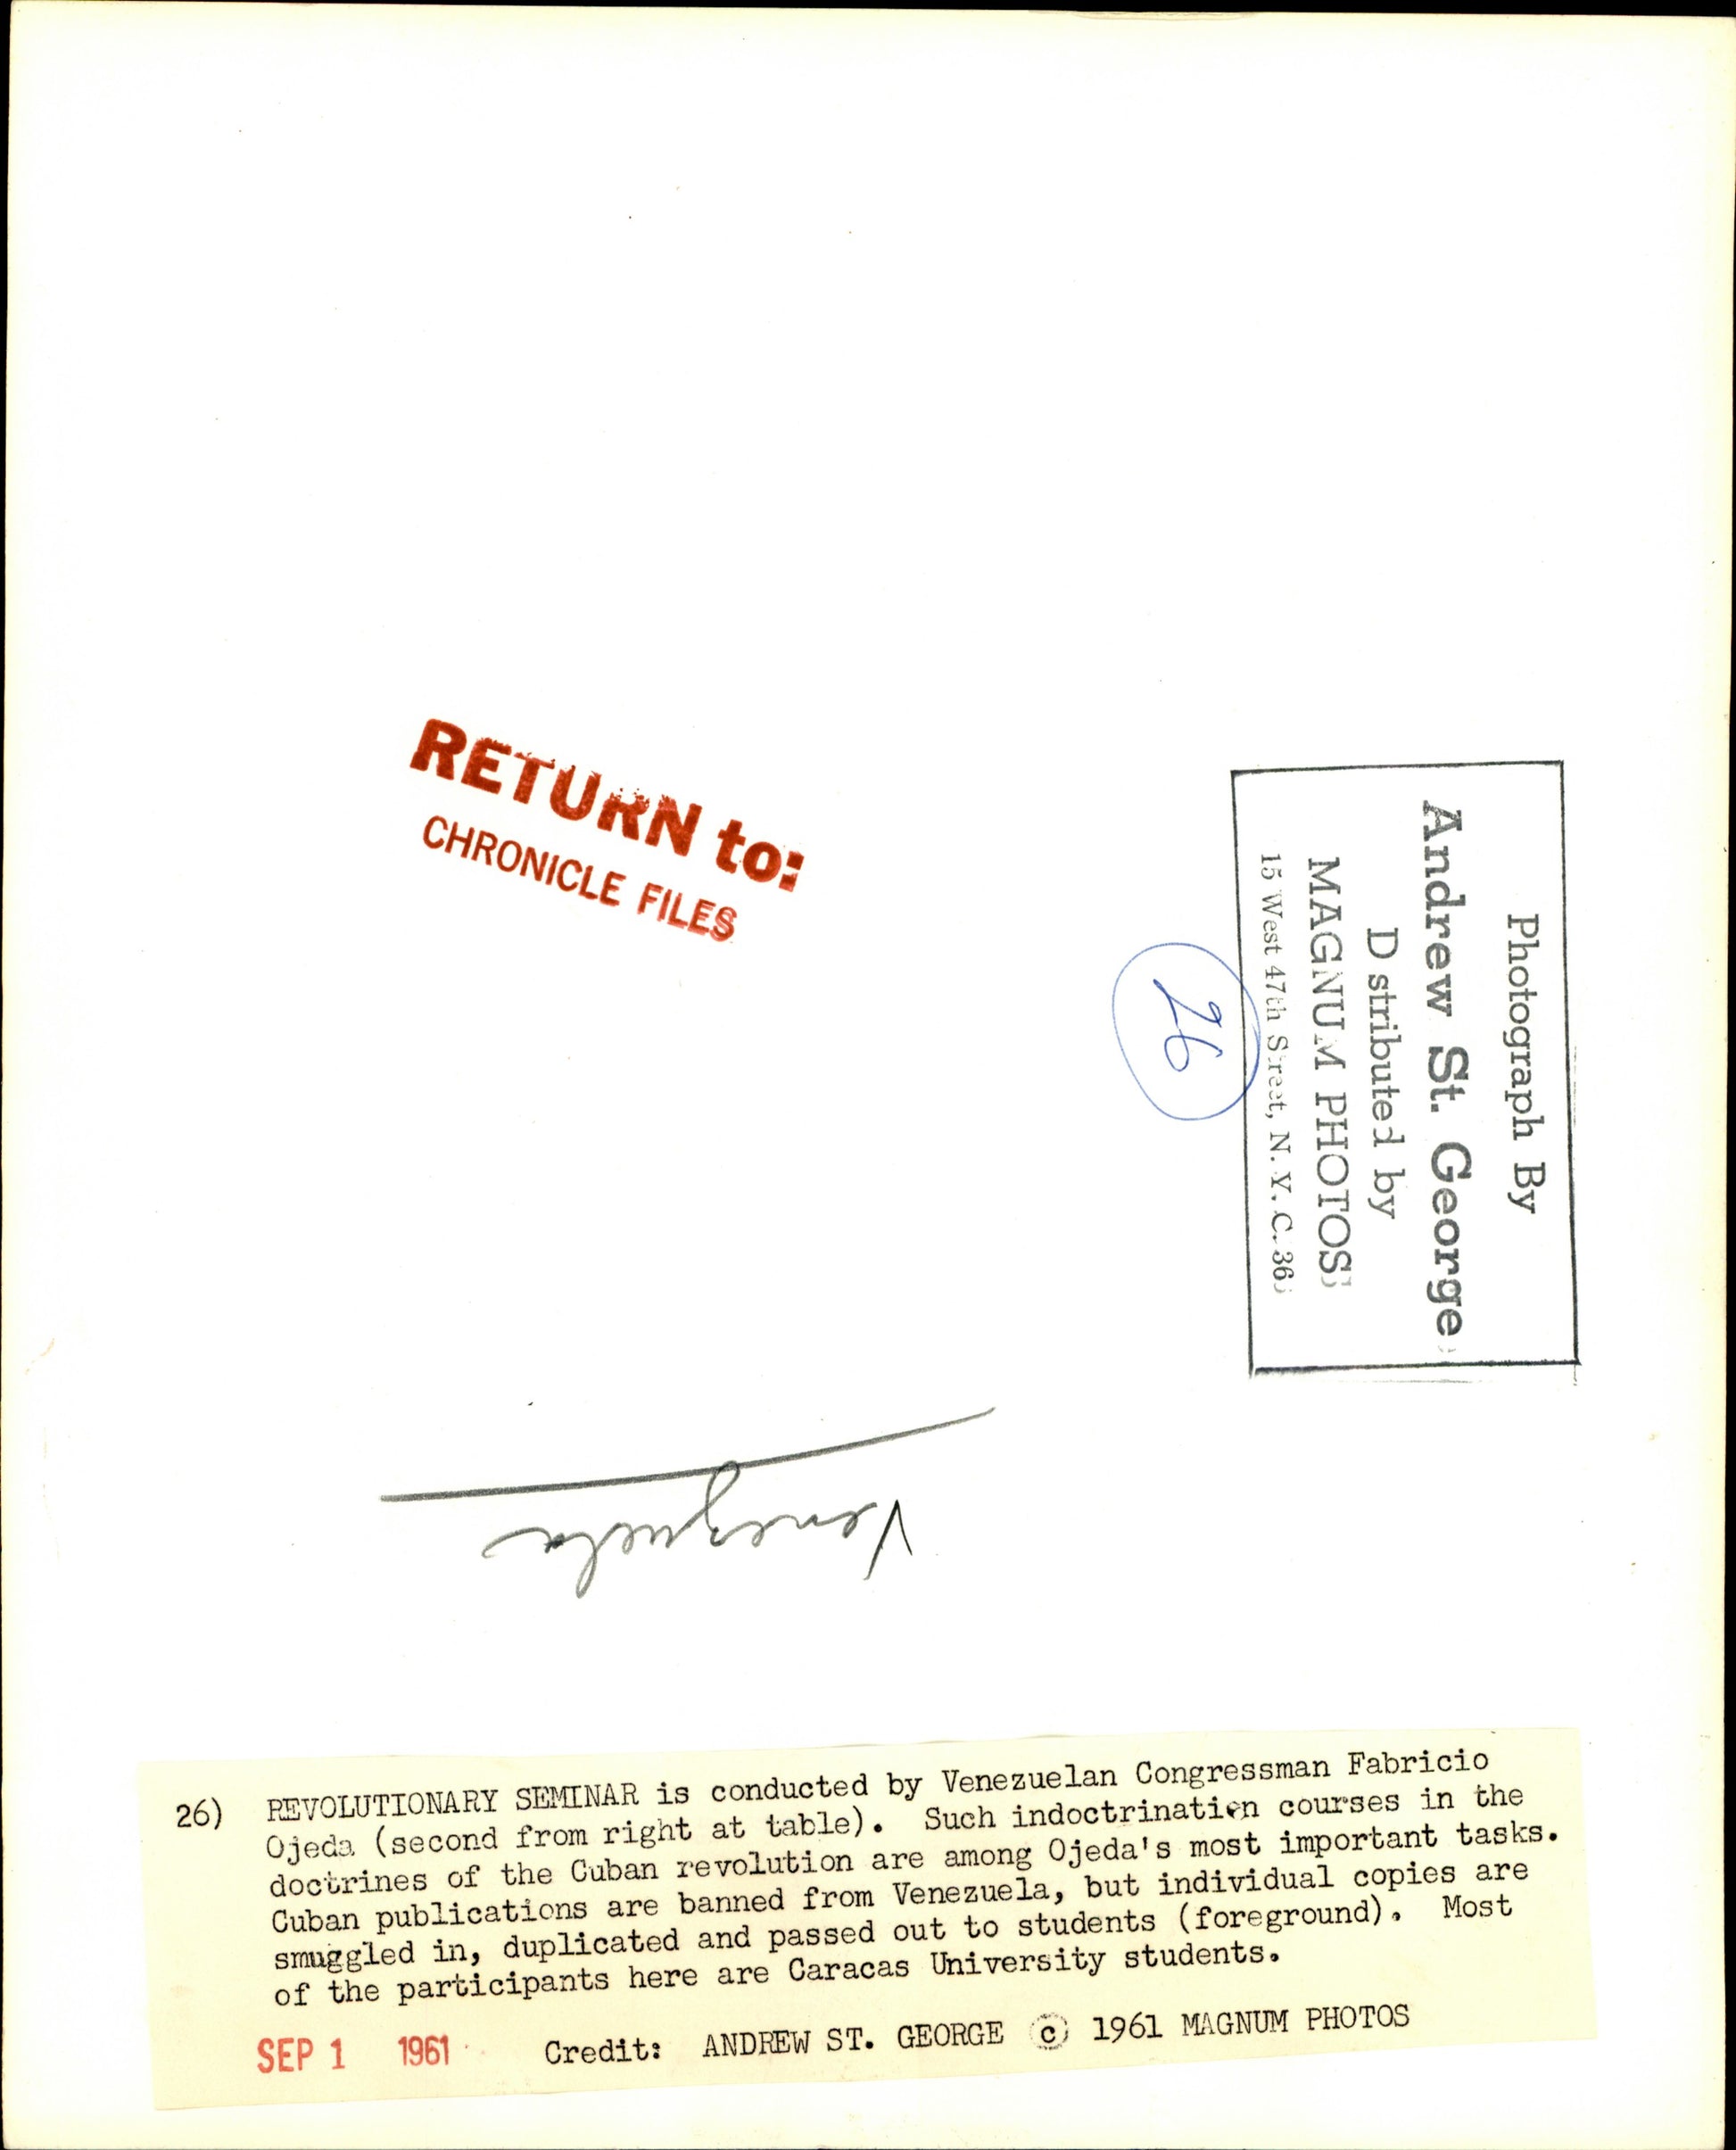 RETURN to:
CHRONICLE FILES
Photograph By
Andrew St. George
D stributed by
MAGNUM PHOTOS
15 West 47th Street, N.Y.C. 36
26
Venezuela
26) REVOLUTIONARY SEMINAR is conducted by Venezuelan Congressman Fabricio
Ojeda (second from right at table). Such indoctrination courses in the
doctrines of the Cuban revolution are among Ojeda's most important tasks.
Cuban publications are banned from Venezuela, but individual copies are
smuggled in, duplicated and passed out to students (foreground). Most
of the participants here are Caracas University students.
SEP 1 1961 Credit: ANDREW ST. GEORGE © 1961 MAGNUM PHOTOS